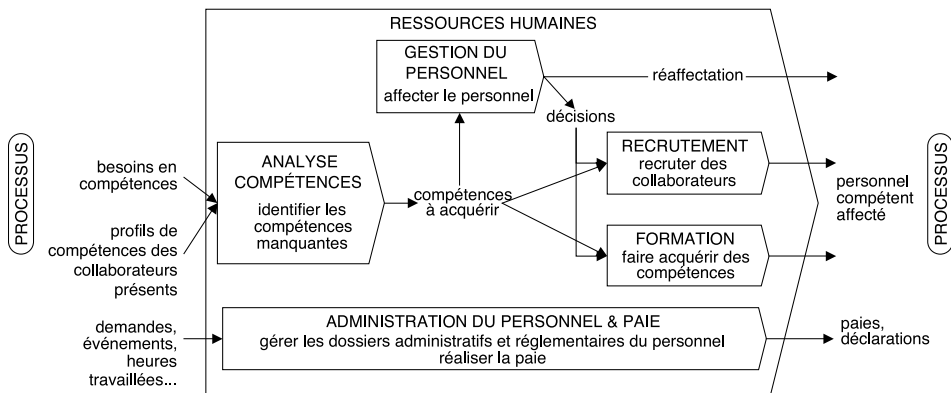 RESSOURCES HUMAINES
GESTION DU
PERSONNEL
affecter le personnel
réaffectation
décisions
PROCESSUS
besoins en
compétences
profils de
compétences des
collaborateurs
présents
ANALYSE
COMPÉTENCES
identifier les
compétences
manquantes
compétences
à acquérir
RECRUTEMENT
recruter des
collaborateurs
FORMATION
faire acquérir des
compétences
personnel
compétent
affecté
PROCESSUS
demandes,
événements,
heures
travaillées...
ADMINISTRATION DU PERSONNEL & PAIE
gérer les dossiers administratifs et réglementaires du personnel
réaliser la paie
paies,
déclarations